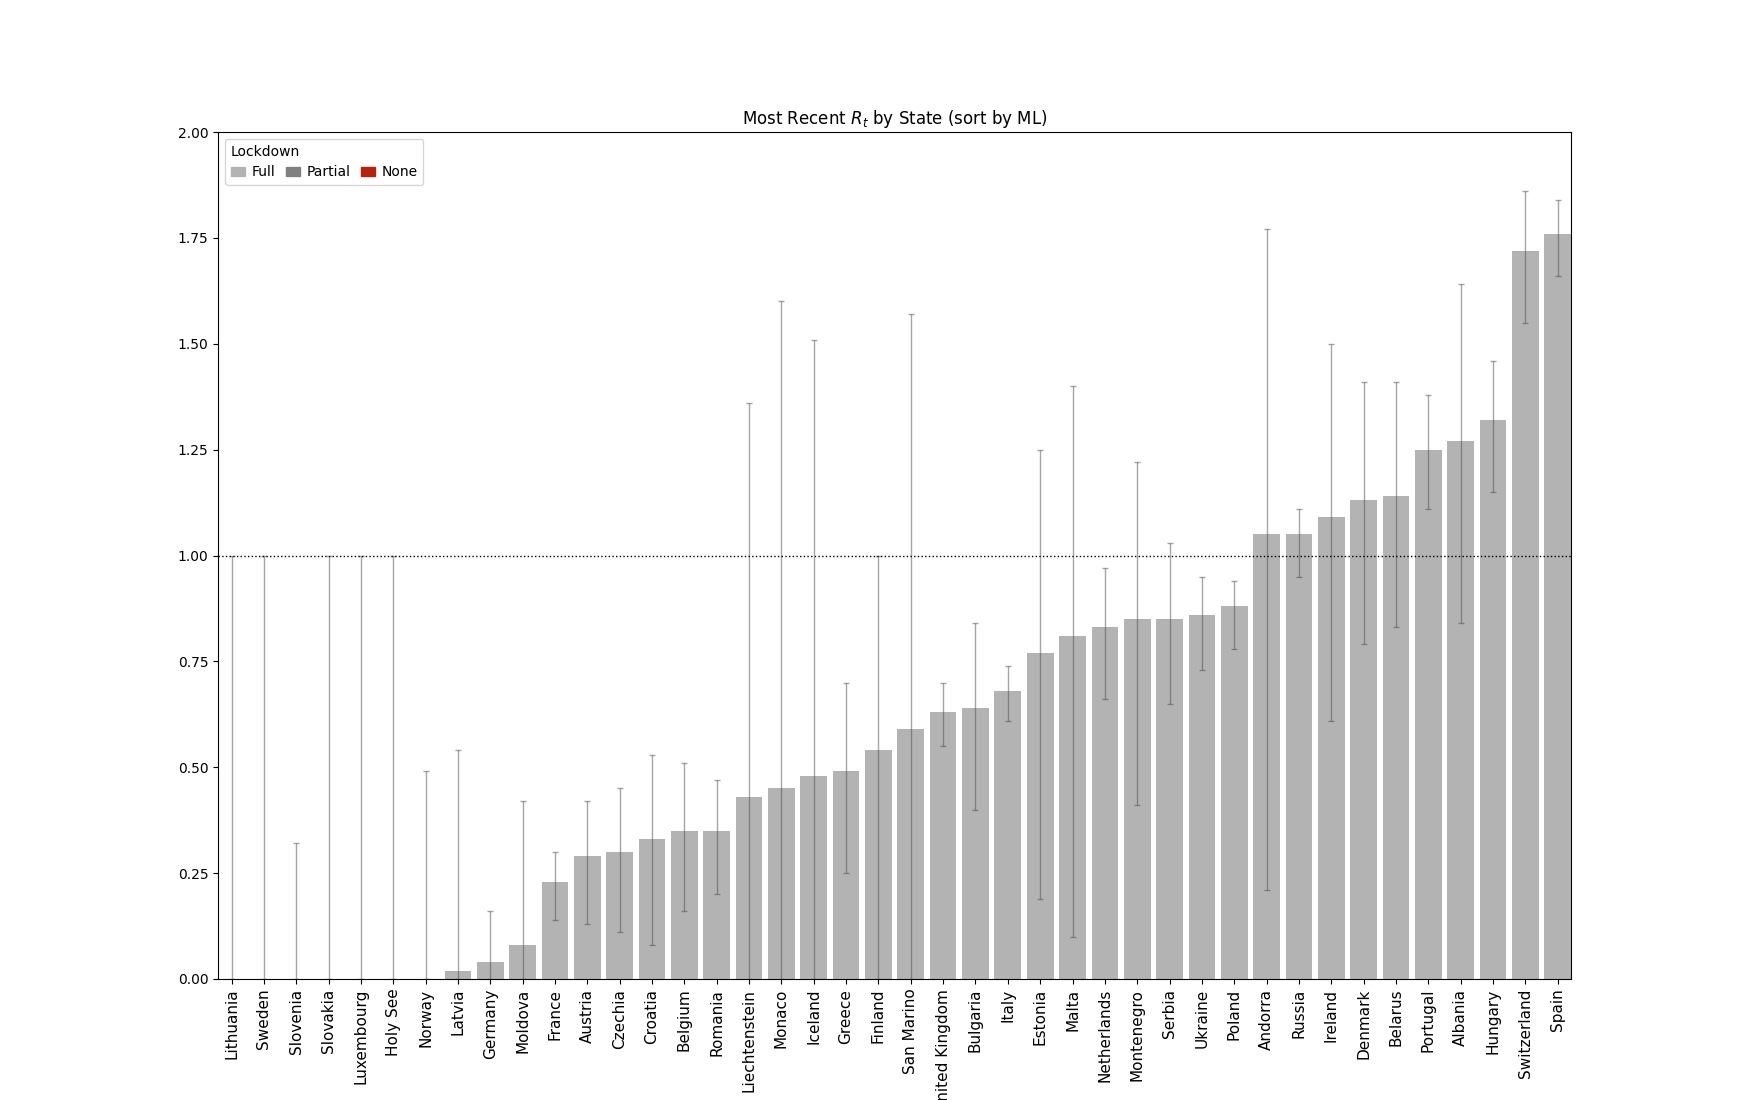 Most Recent Rt by State (sort by ML)
2.00
Lockdown
Full Partial None
1.75
1.50
1.25
1.00
0.75
0.50
0.25
0.00
Lithuania
Sweden
Slovenia
Slovakia
Luxembourg
Holy See
Norway
Latvia
Germany
Moldova
France
Austria
Czechia
Croatia
Belgium
Romania
Liechtenstein
Monaco
Iceland
Greece
Finland
San Marino
nited Kingdom
Bulgaria
Italy
Estonia
Malta
Netherlands
Montenegro
Serbia
Ukraine
Poland
Andorra
Russia
Ireland
Denmark
Belarus
Portugal
Albania
Hungary
Switzerland
Spain